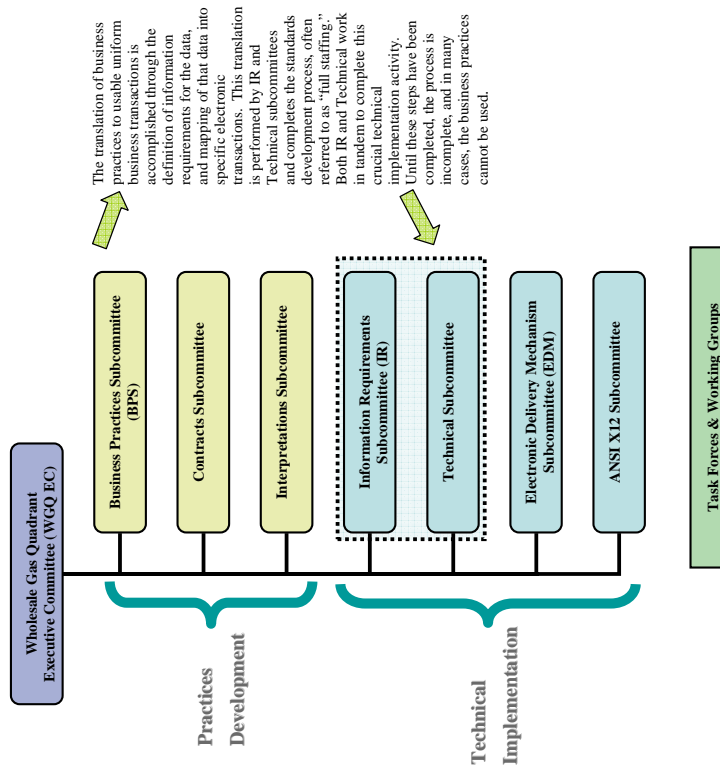 Wholesale Gas Quadrant
Executive Committee (WGQ EC)
Practices
Development
Business Practices Subcommittee
(BPS)
Contracts Subcommittee
Interpretations Subcommittee
Technical
Implementation
Information Requirements
Subcommittee (IR)
Technical Subcommittee
Electronic Delivery Mechanism
Subcommittee (EDM)
ANSI X12 Subcommittee
Task Forces & Working Groups
The translation of business
practices to usable uniform
business transactions is
accomplished through the
definition of information
requirements for the data,
and mapping of that data into
specific electronic
transactions.  This translation
is performed by IR and
Technical subcommittees
and completes the standards
development process, often
referred to as “full staffing.”
Both IR and Technical work
in tandem to complete this
crucial technical
implementation activity.
Until these steps have been
completed, the process is
incomplete, and in many
cases, the business practices
cannot be used.